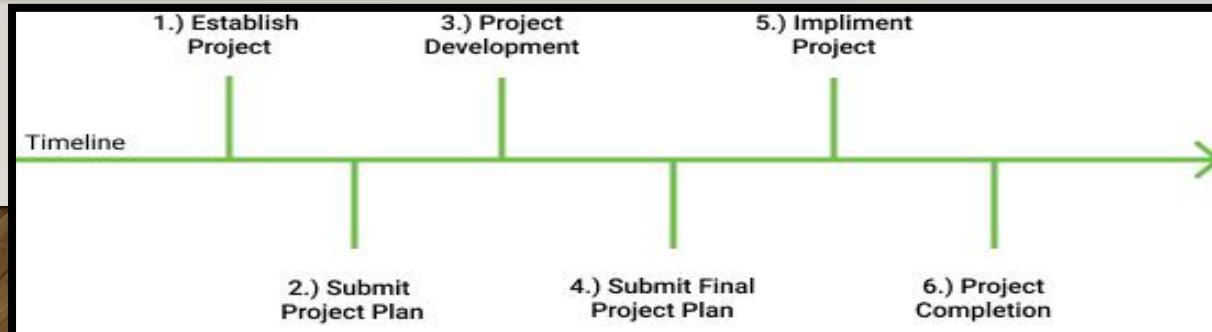 1.) Establish
Project
3.) Project
Development
5.) Impliment
Project
Timeline
2.) Submit
Project Plan
4.) Submit Final
Project Plan
6.) Project
Completion